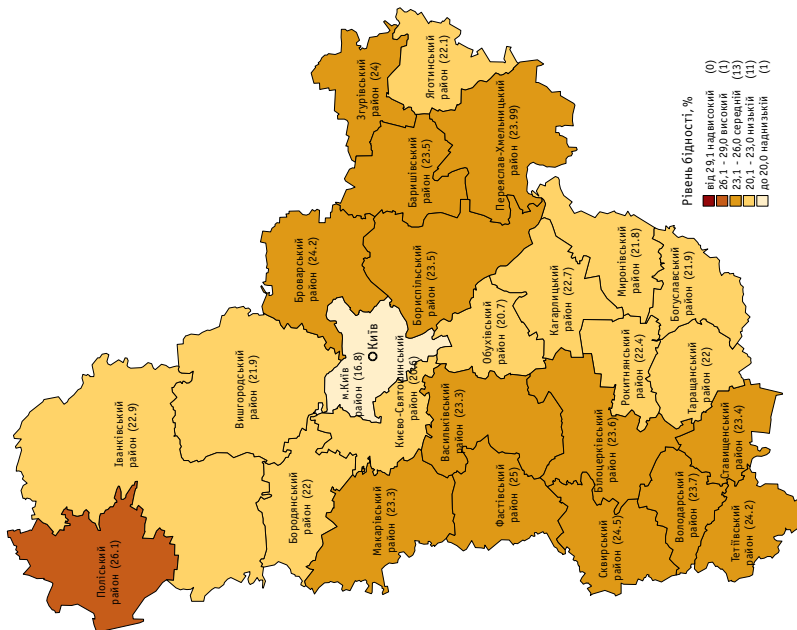 Поліський
район (26.1)
Іванківський
район (22.9)
Вишгородський
район (21.9)
Бородянський
район (22)
м.Київ
район (16.8)
Київ
Києво-Святошинський
район (20.6)
Макарівський
район (23.3)
Васильківський
район (23.3)
Фастівський
район (25)
Обухівський
район (20.7)
Броварський
район (24.2)
Бориспільський
район (23.5)
Баришівський
район (23.5)
Згурівський
район (24)
Яготинський
район (22.1)
Переяслав-Хмельницький
район (23.99)
Кагарлицький
район (22.7)
Миронівський
район (21.8)
Богуславський
район (21.9)
Рокитнянський
район (22.4)
Таращанський
район (22)
Білоцерківський
район (23.6)
Сквирський
район (24.5)
Володарський
район (23.7)
Ставищенський
район (23.4)
Тетіївський
район (24.2)
Рівень бідності, %
від 29,1 надвисокий (0)
26,1 - 29,0 високий (1)
23,1 - 26,0 середній (13)
20,1 - 23,0 низькій (11)
до 20,0 наднизькій (1)